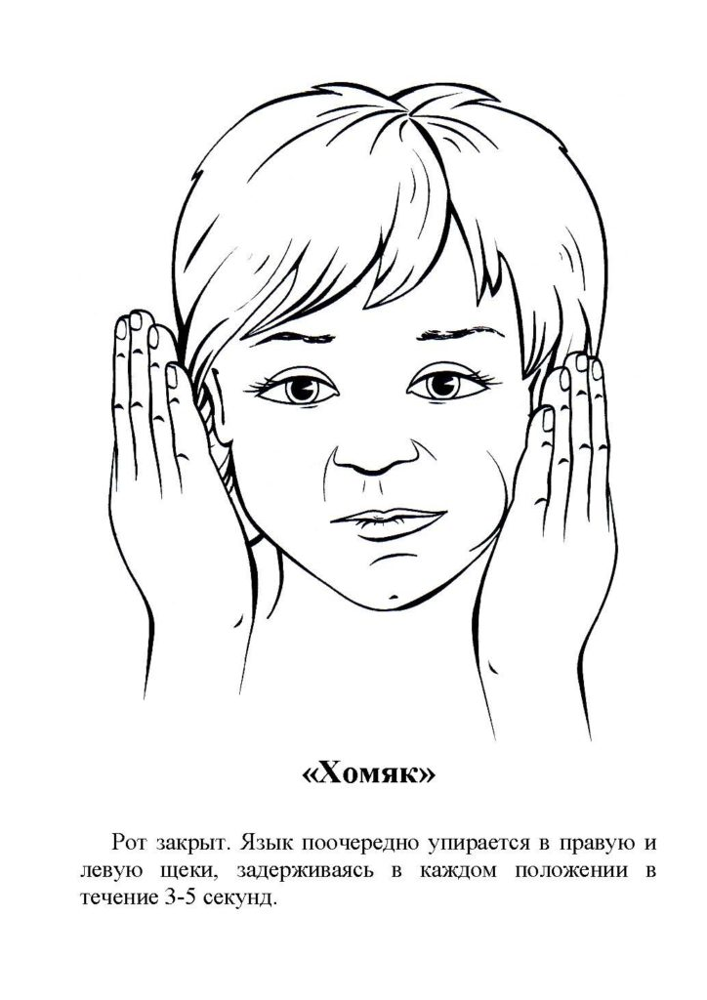 «Хомяк»
Рот закрыт. Язык поочередно упирается в правую и
левую щеки, задерживаясь в каждом положении в
течение 3-5 секунд.